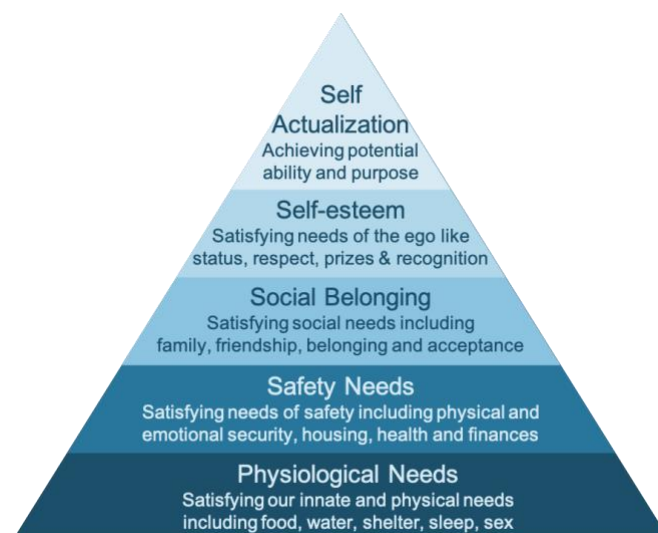 Self
Actualization
Achieving potential
ability and purpose
Self-esteem
Satisfying needs of the ego like
status, respect, prizes & recognition
Social Belonging
Satisfying social needs including
family, friendship, belonging and acceptance
Safety Needs
Satisfying needs of safety including physical and
emotional security, housing, health and finances
Physiological Needs
Satisfying our innate and physical needs
including food, water, shelter, sleep, sex